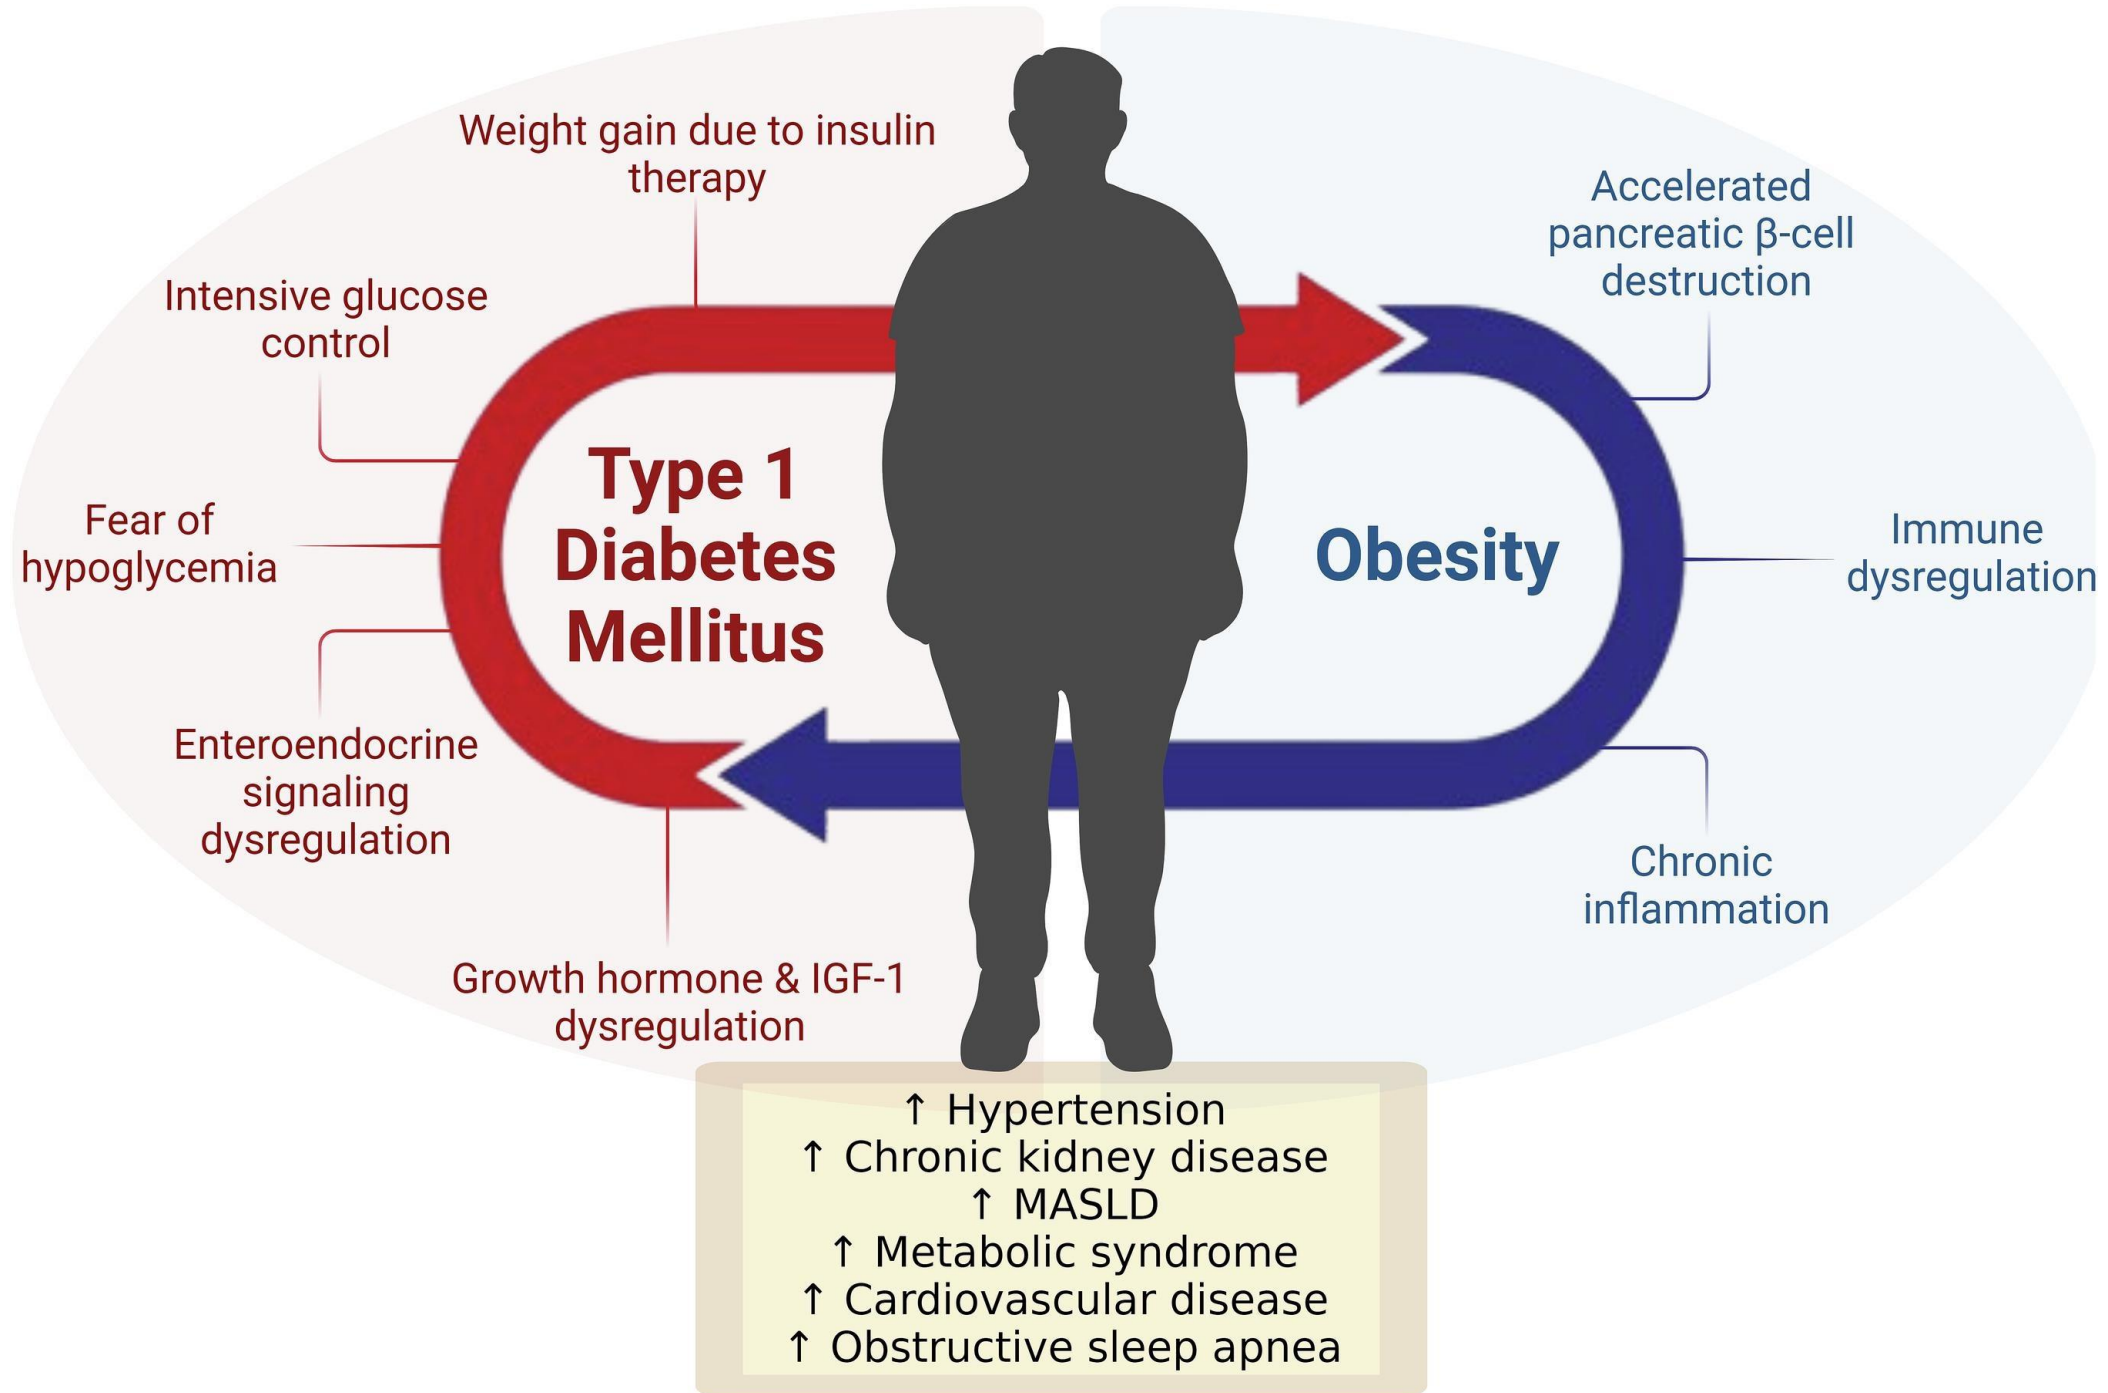 Weight gain due to insulin
therapy
Intensive glucose
control
Fear of
hypoglycemia
Enteroendocrine
signaling
dysregulation
Growth hormone & IGF-1
dysregulation
Type 1
Diabetes
Mellitus
Obesity
Accelerated
pancreatic β-cell
destruction
Immune
dysregulation
Chronic
inflammation
↑ Hypertension
↑ Chronic kidney disease
↑ MASLD
↑ Metabolic syndrome
↑ Cardiovascular disease
↑ Obstructive sleep apnea